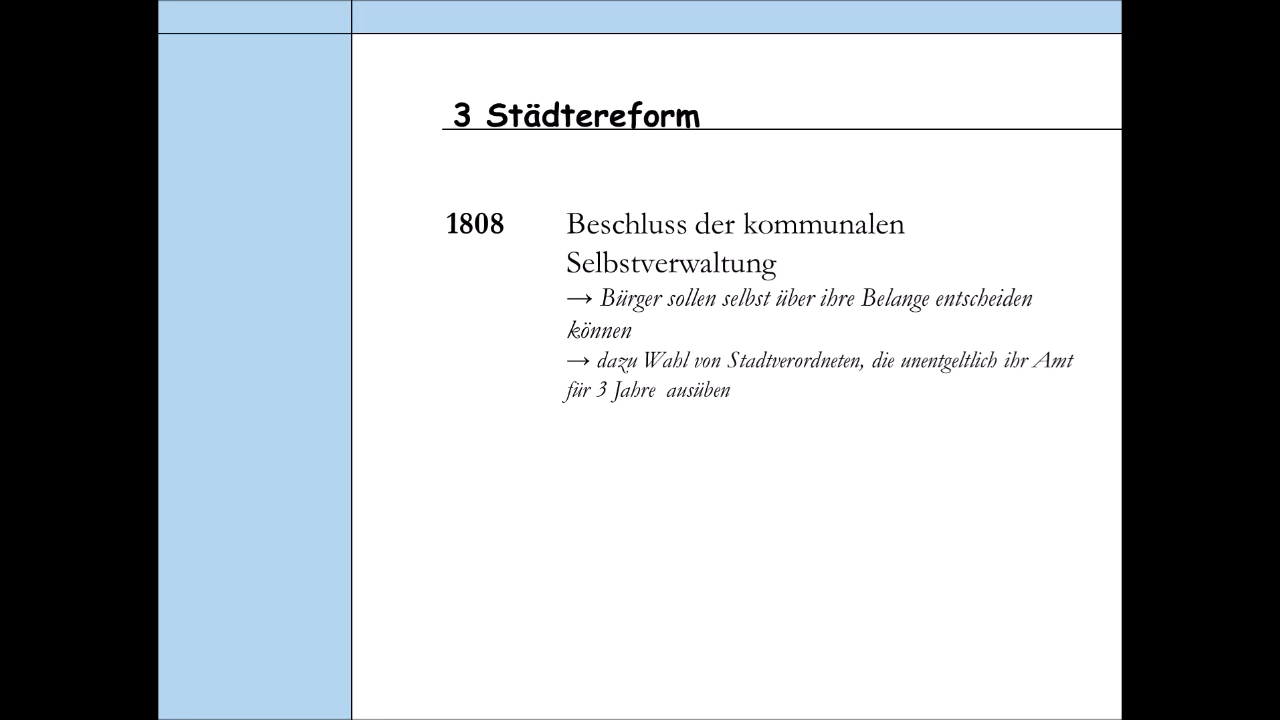 3 Städtereform
1808 Beschluss der kommunalen
Selbstverwaltung
→ Bürger sollen selbst über ihre Belange entscheiden
können
→ dazu Wahl von Stadtverordneten, die unentgeltlich ihr Amt
für 3 Jahre ausüben